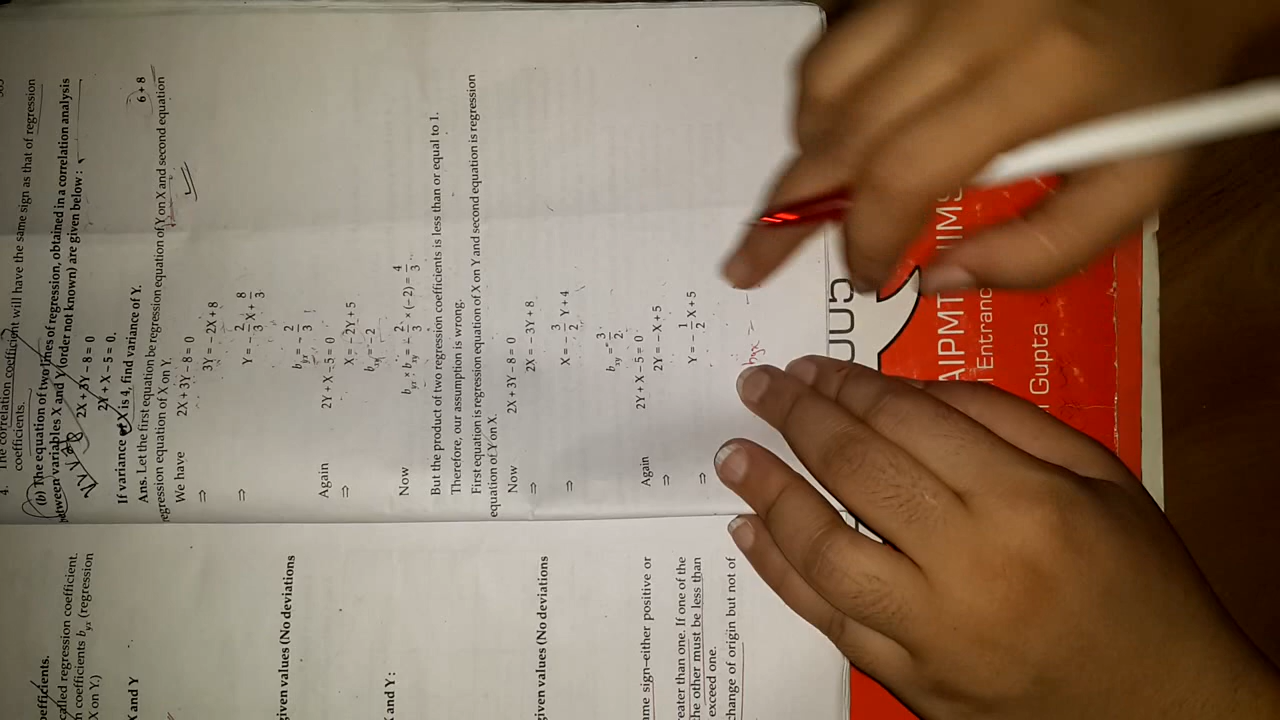 4. The correlation coefficient will have the same sign as that of regression
coefficients.
(b) The equation of two lines of regression, obtained in a correlation analysis
between variables X and Y (order not known) are given below :
2X + 3Y – 8 = 0
2Y + X – 5 = 0.
If variance of X is 4, find variance of Y.
6 + 8
Ans. Let the first equation be regression equation of Y on X and second equation
regression equation of X on Y.
We have 2X + 3Y – 8 = 0
⇒ 3Y = – 2X + 8
⇒ Y = – 2/3 X + 8/3
b_yx = – 2/3
Again 2Y + X – 5 = 0
⇒ X = – 2Y + 5
b_xy = – 2
Now b_yx × b_xy = – 2/3 × (–2) = 4/3
But the product of two regression coefficients is less than or equal to 1.
Therefore, our assumption is wrong.
First equation is regression equation of X on Y and second equation is regression
equation of Y on X.
Now 2X + 3Y – 8 = 0
⇒ 2X = – 3Y + 8
⇒ X = – 3/2 Y + 4
b_xy = – 3/2
Again 2Y + X – 5 = 0
⇒ 2Y = – X + 5
⇒ Y = – 1/2 X + 5
byx = –
efficients.
called regression coefficient.
coefficients b_yx (regression
X on Y.)
X and Y
given values (No deviations
X and Y :
given values (No deviations
ame sign–either positive or
eater than one. If one of the
he other must be less than
exceed one.
change of origin but not of
AIPMT
Entranc
Gupta